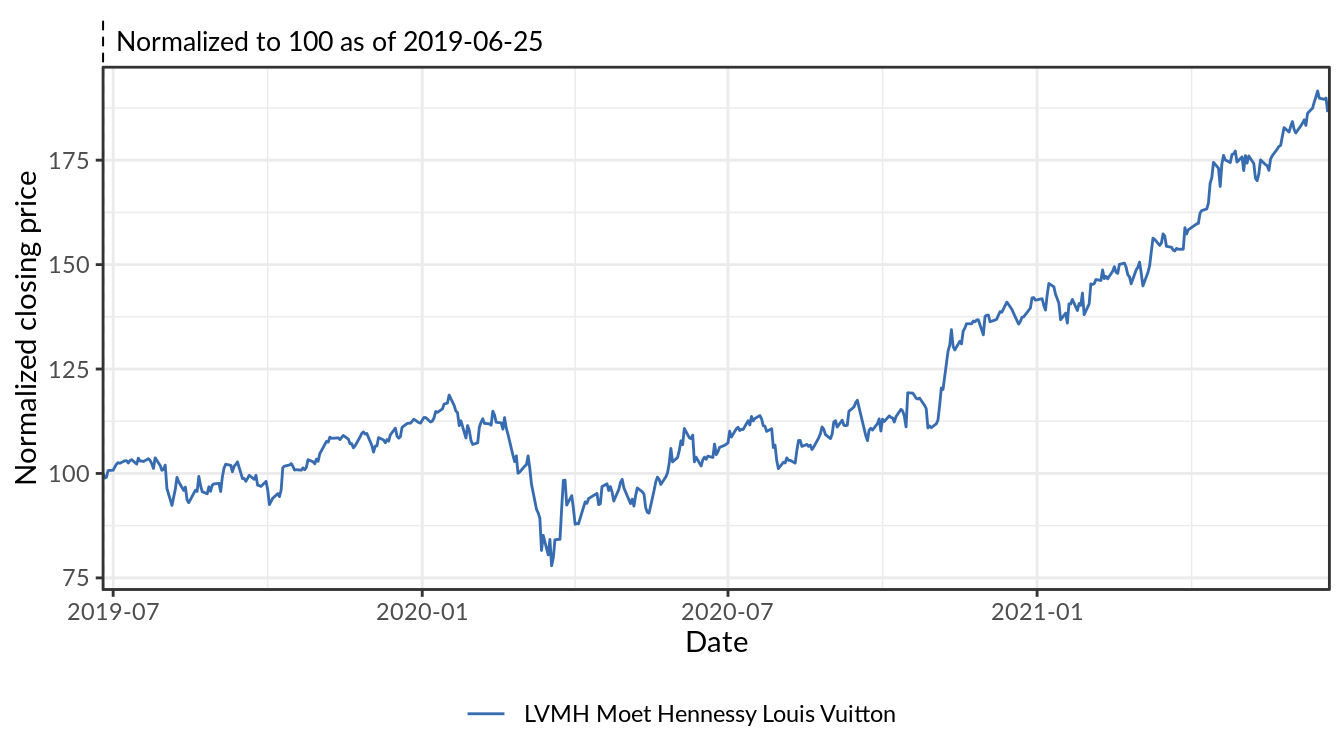 Normalized to 100 as of 2019-06-25
Normalized closing price
175
150
125
100
75
2019-07
2020-01
2020-07
2021-01
Date
LVMH Moet Hennessy Louis Vuitton